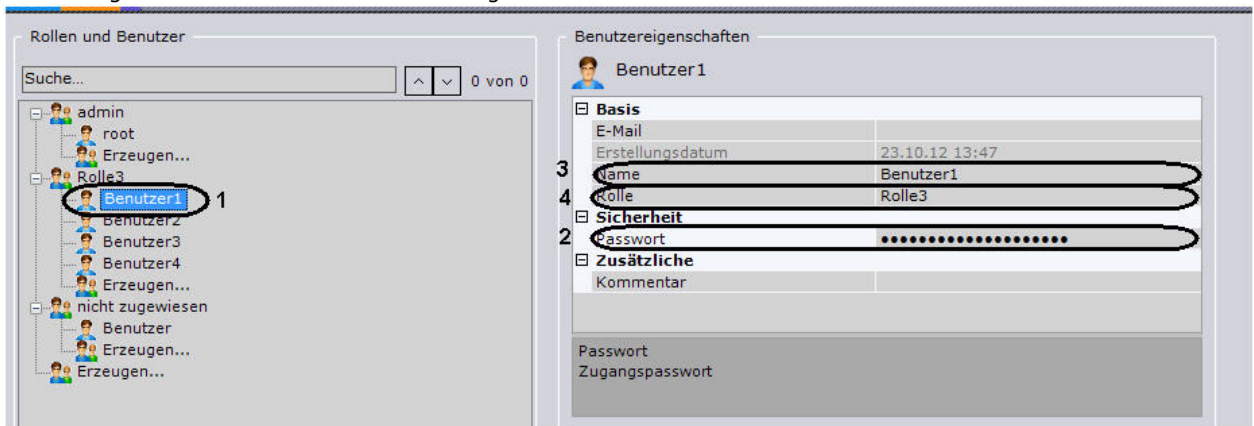 Rollen und Benutzer
Suche...
0 von 0
admin
root
Erzeugen...
Rolle3
Benutzer1 1
Benutzer2
Benutzer3
Benutzer4
Erzeugen...
nicht zugewiesen
Benutzer
Erzeugen...
Erzeugen...
Benutzereigenschaften
Benutzer1
Basis
E-Mail
Erstellungsdatum 23.10.12 13:47
3 Name Benutzer1
4 Rolle Rolle3
Sicherheit
2 Passwort ••••••••••••••••••••
Zusätzliche
Kommentar
Passwort
Zugangspasswort